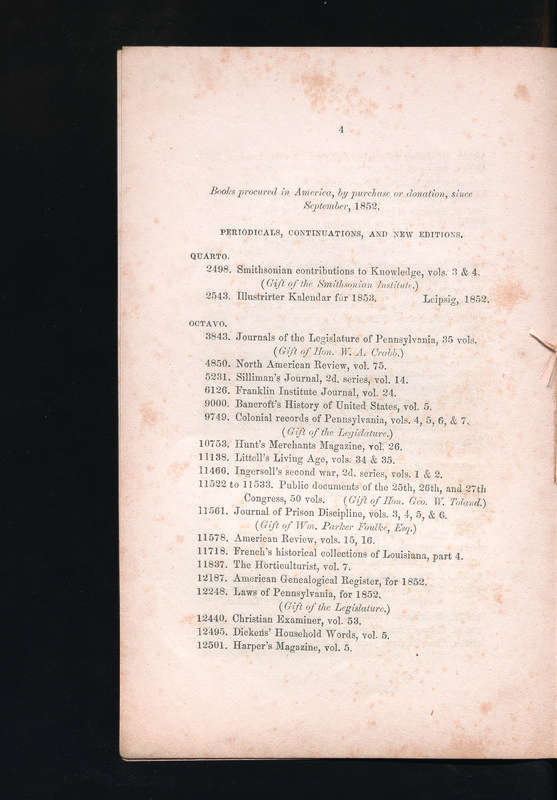 4
Books procured in America, by purchase or donation, since
September, 1852.
PERIODICALS, CONTINUATIONS, AND NEW EDITIONS.
QUARTO.
2498. Smithsonian contributions to Knowledge, vols. 3 & 4.
(Gift of the Smithsonian Institute.)
2543. Illustrirter Kalendar für 1853. Leipsig, 1852.
OCTAVO.
3843. Journals of the Legislature of Pennsylvania, 35 vols.
(Gift of Hon. W. A. Crabb.)
4850. North American Review, vol. 75.
5231. Silliman's Journal, 2d. series, vol. 14.
6126. Franklin Institute Journal, vol. 24.
9000. Bancroft's History of United States, vol. 5.
9749. Colonial records of Pennsylvania, vols. 4, 5, 6, & 7.
(Gift of the Legislature.)
10753. Hunt's Merchants Magazine, vol. 26.
11138. Littell's Living Age, vols. 34 & 35.
11466. Ingersoll's second war, 2d. series, vols. 1 & 2.
11522 to 11533. Public documents of the 25th, 26th, and 27th
Congress, 50 vols. (Gift of Hon. Geo. W. Toland.)
11561. Journal of Prison Discipline, vols. 3, 4, 5, & 6.
(Gift of Wm. Parker Foulke, Esq.)
11578. American Review, vols. 15, 16.
11718. French's historical collections of Louisiana, part 4.
11837. The Horticulturist, vol. 7.
12187. American Genealogical Register, for 1852.
12248. Laws of Pennsylvania, for 1852.
(Gift of the Legislature.)
12440. Christian Examiner, vol. 53.
12495. Dickens' Household Words, vol. 5.
12501. Harper's Magazine, vol. 5.